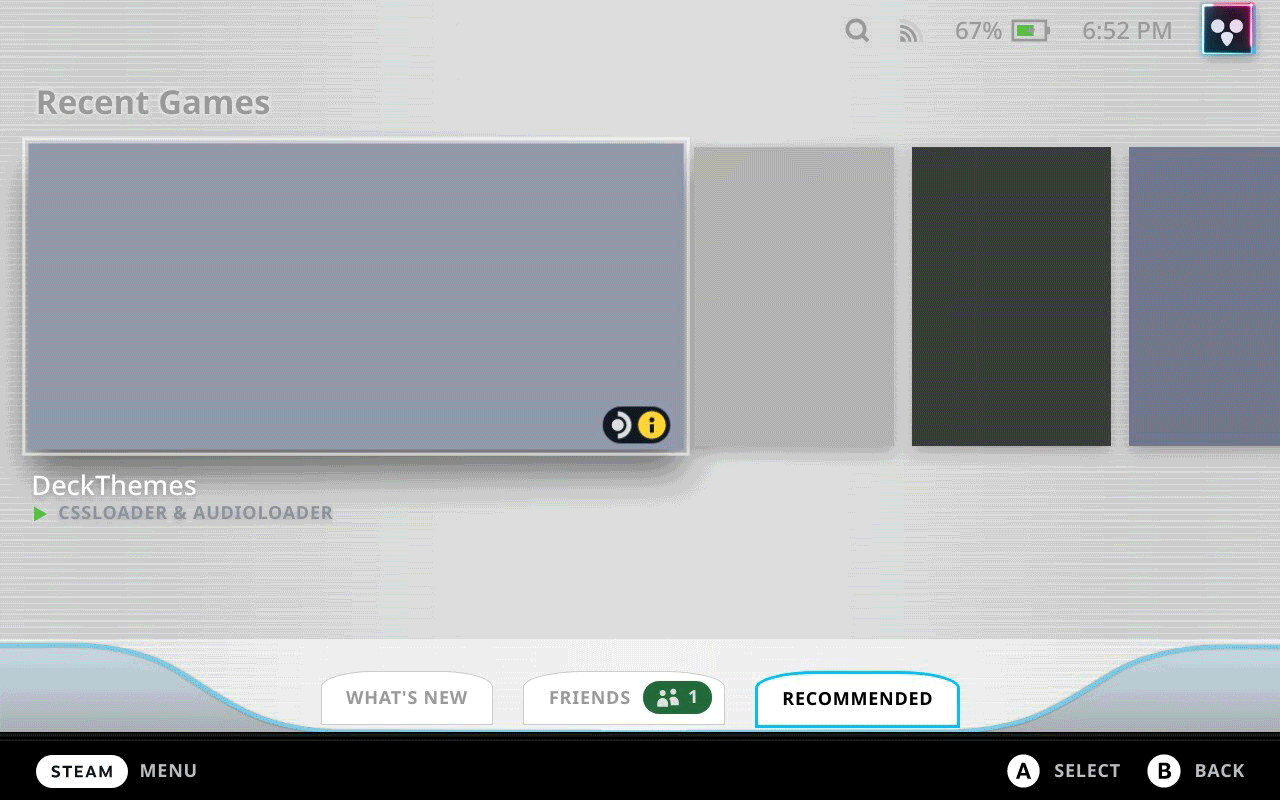 67% 6:52 PM
Recent Games
DeckThemes
CSSLOADER & AUDIOLOADER
WHAT'S NEW FRIENDS 1 RECOMMENDED
STEAM MENU A SELECT B BACK